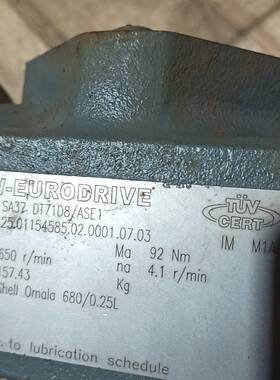 -EURODRIVE
SA37 DT71D8/ASE1
25.01154585.02.0001.07.03
TÜV
CERT
650 r/min Ma 92 Nm IM M1A
na 4.1 r/min
157.43 Kg
Shell Omala 680/0.25L
s to lubrication schedule